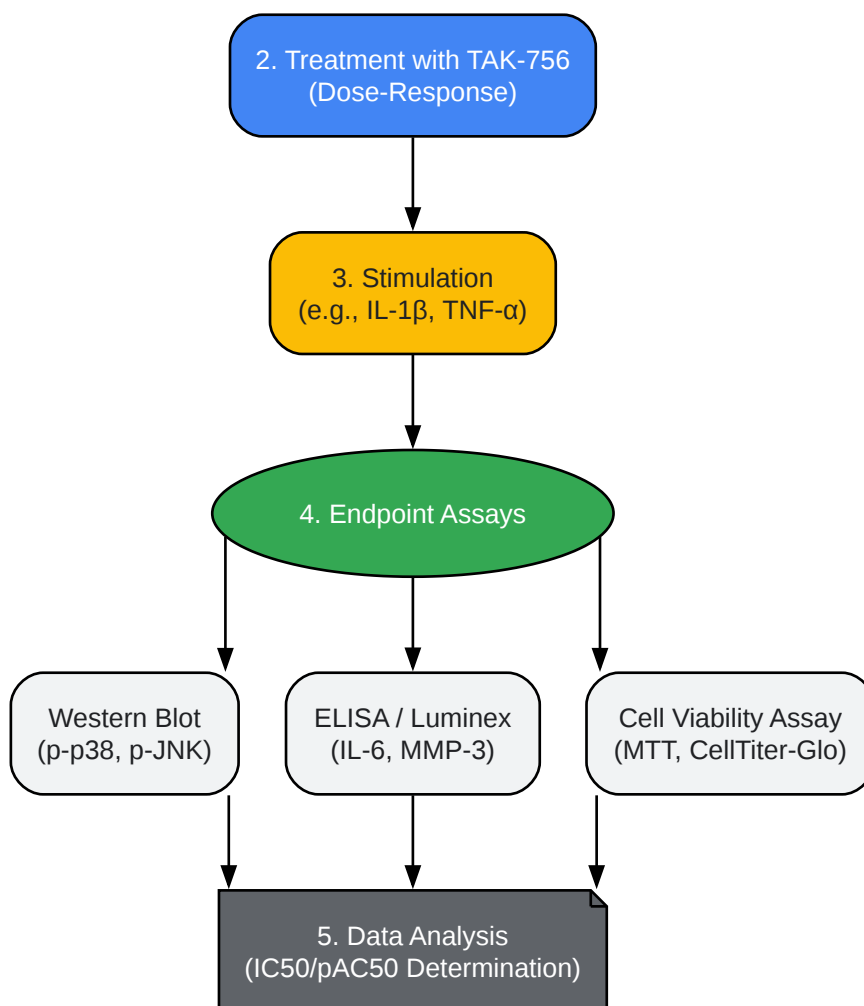 2. Treatment with TAK-756
(Dose-Response)
3. Stimulation
(e.g., IL-1β, TNF-α)
4. Endpoint Assays
Western Blot
(p-p38, p-JNK)
ELISA / Luminex
(IL-6, MMP-3)
Cell Viability Assay
(MTT, CellTiter-Glo)
5. Data Analysis
(IC50/pAC50 Determination)